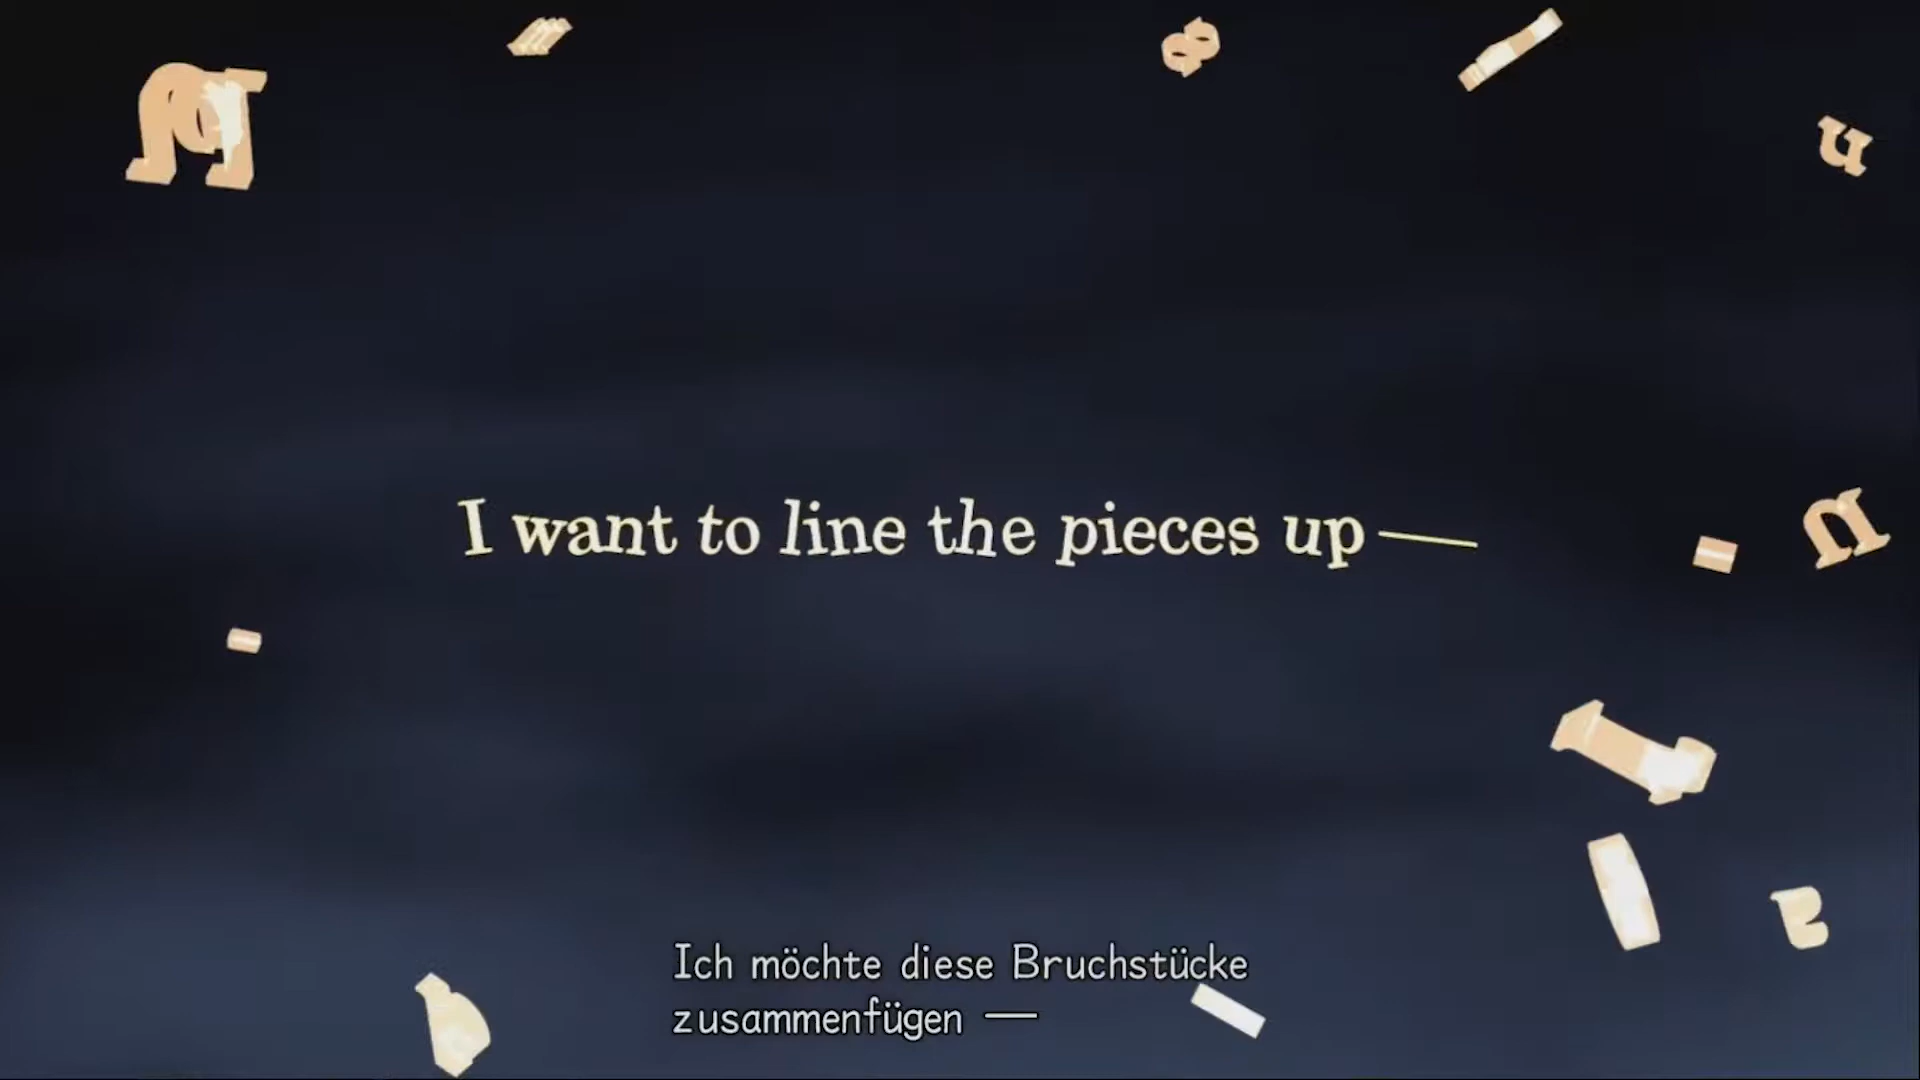 I want to line the pieces up —
Ich möchte diese Bruchstücke
zusammenfügen —